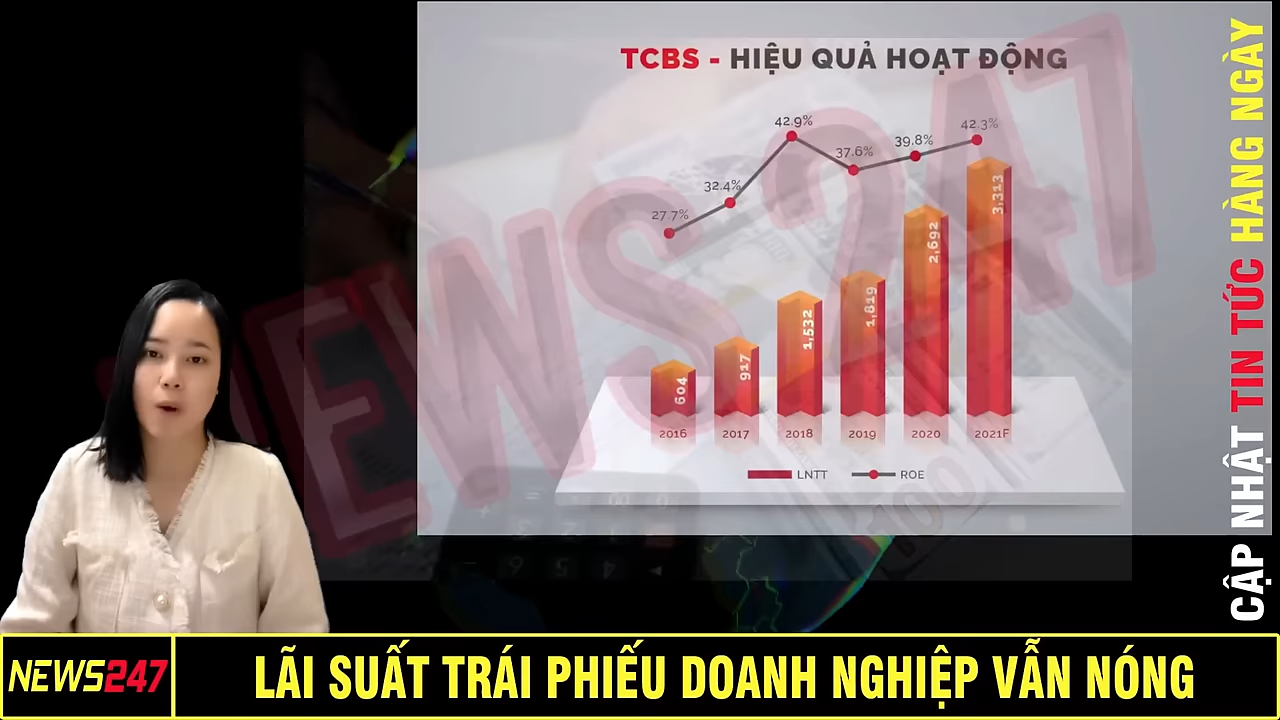 TCBS - HIỆU QUẢ HOẠT ĐỘNG
27.7%
32.4%
42.9%
37.6%
39.8%
42.3%
604
917
1,532
1,819
2,692
3,313
2016 2017 2018 2019 2020 2021F
LNTT ROE
NEWS 247
CẬP NHẬT TIN TỨC HÀNG NGÀY
NEWS247
LÃI SUẤT TRÁI PHIẾU DOANH NGHIỆP VẪN NÓNG